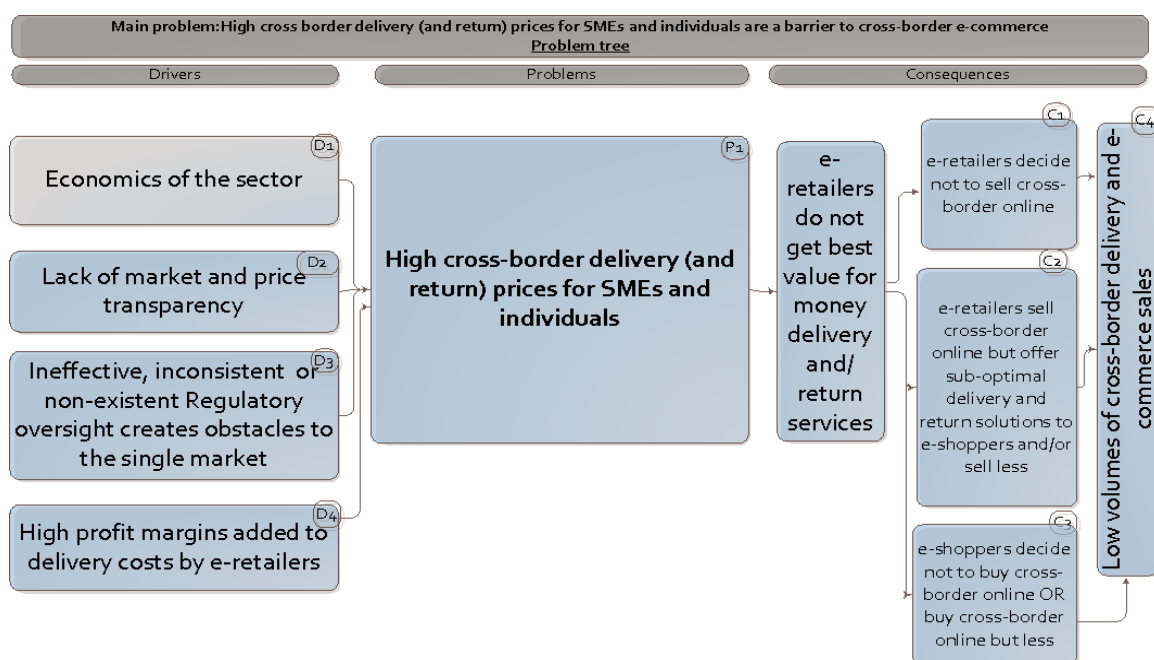 Main problem:High cross border delivery (and return) prices for SMEs and individuals are a barrier to cross-border e-commerce
Problem tree
Drivers
Problems
Consequences
D1
Economics of the sector
D2
Lack of market and price
transparency
D3
Ineffective, inconsistent or
non-existent Regulatory
oversight creates obstacles to
the single market
D4
High profit margins added to
delivery costs by e-retailers
P1
High cross-border delivery (and
return) prices for SMEs and
individuals
e-
retailers
do not
get best
value for
money
delivery
and/
return
services
C1
e-retailers decide
not to sell cross-
border online
C2
e-retailers sell
cross-border
online but offer
sub-optimal
delivery and
return solutions to
e-shoppers and/or
sell less
C3
e-shoppers decide
not to buy cross-
border online OR
buy cross-border
online but less
C4
Low volumes of cross-border delivery and e-
commerce sales